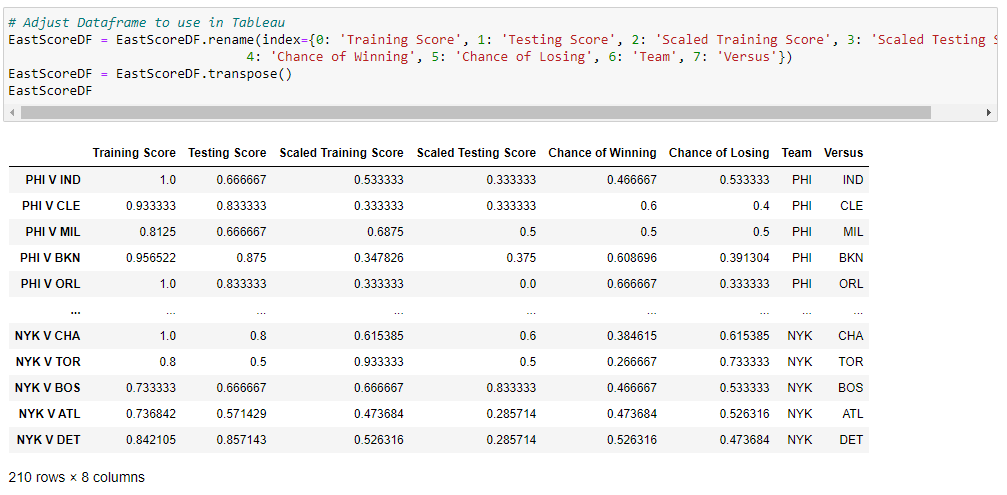 # Adjust Dataframe to use in Tableau
EastScoreDF = EastScoreDF.rename(index={0: 'Training Score', 1: 'Testing Score', 2: 'Scaled Training Score', 3: 'Scaled Testing S
4: 'Chance of Winning', 5: 'Chance of Losing', 6: 'Team', 7: 'Versus'})
EastScoreDF = EastScoreDF.transpose()
EastScoreDF
Training Score Testing Score Scaled Training Score Scaled Testing Score Chance of Winning Chance of Losing Team Versus
PHI V IND 1.0 0.666667 0.533333 0.333333 0.466667 0.533333 PHI IND
PHI V CLE 0.933333 0.833333 0.333333 0.333333 0.6 0.4 PHI CLE
PHI V MIL 0.8125 0.666667 0.6875 0.5 0.5 0.5 PHI MIL
PHI V BKN 0.956522 0.875 0.347826 0.375 0.608696 0.391304 PHI BKN
PHI V ORL 1.0 0.833333 0.333333 0.0 0.666667 0.333333 PHI ORL
... ... ... ... ... ... ... ... ...
NYK V CHA 1.0 0.8 0.615385 0.6 0.384615 0.615385 NYK CHA
NYK V TOR 0.8 0.5 0.933333 0.5 0.266667 0.733333 NYK TOR
NYK V BOS 0.733333 0.666667 0.666667 0.833333 0.466667 0.533333 NYK BOS
NYK V ATL 0.736842 0.571429 0.473684 0.285714 0.473684 0.526316 NYK ATL
NYK V DET 0.842105 0.857143 0.526316 0.285714 0.526316 0.473684 NYK DET
210 rows × 8 columns